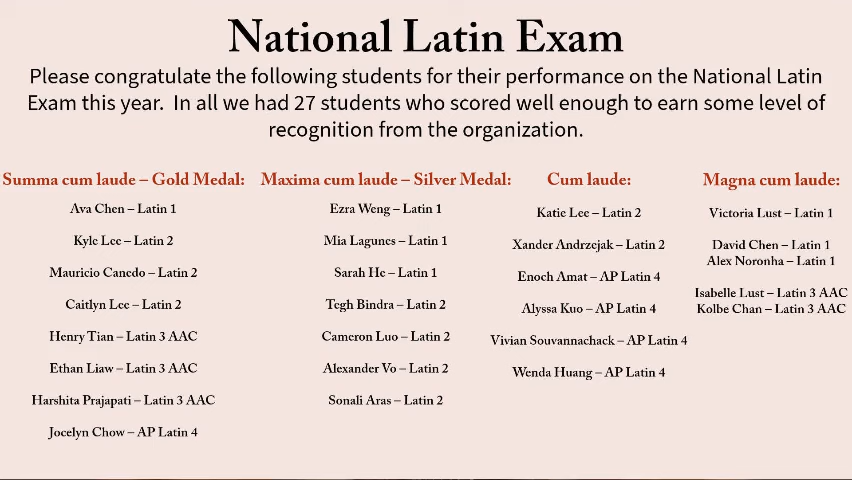 National Latin Exam
Please congratulate the following students for their performance on the National Latin
Exam this year. In all we had 27 students who scored well enough to earn some level of
recognition from the organization.
Summa cum laude – Gold Medal:
Ava Chen – Latin 1
Kyle Lee – Latin 2
Mauricio Canedo – Latin 2
Caitlyn Lee – Latin 2
Henry Tian – Latin 3 AAC
Ethan Liaw – Latin 3 AAC
Harshita Prajapati – Latin 3 AAC
Jocelyn Chow – AP Latin 4
Maxima cum laude – Silver Medal:
Ezra Weng – Latin 1
Mia Lagunes – Latin 1
Sarah He – Latin 1
Tegh Bindra – Latin 2
Cameron Luo – Latin 2
Alexander Vo – Latin 2
Sonali Aras – Latin 2
Cum laude:
Katie Lee – Latin 2
Xander Andrzejak – Latin 2
Enoch Amat – AP Latin 4
Alyssa Kuo – AP Latin 4
Vivian Souvannachack – AP Latin 4
Wenda Huang – AP Latin 4
Magna cum laude:
Victoria Lust – Latin 1
David Chen – Latin 1
Alex Noronha – Latin 1
Isabelle Lust – Latin 3 AAC
Kolbe Chan – Latin 3 AAC